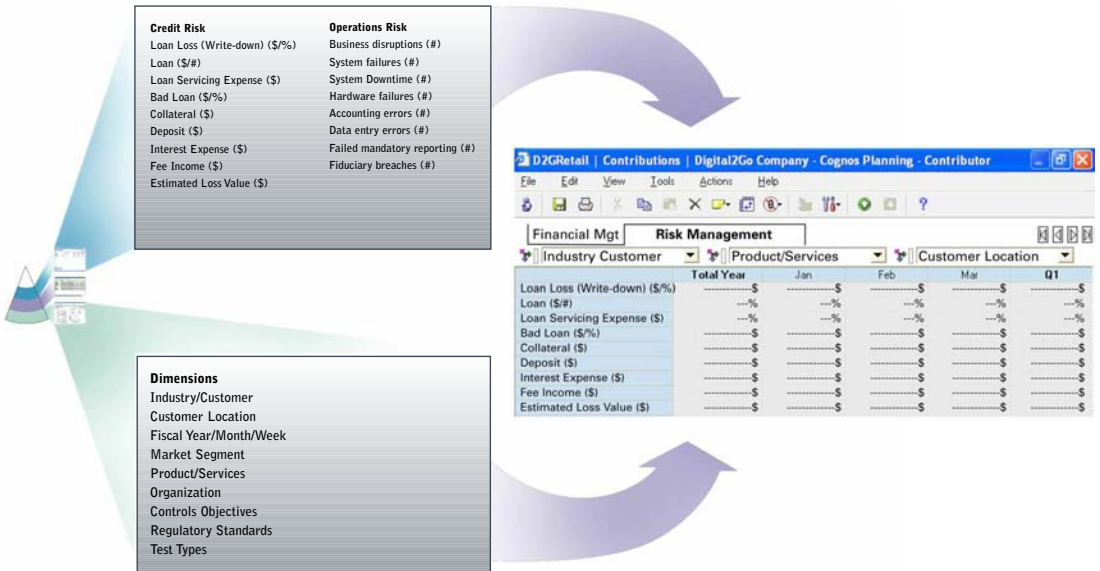 Credit Risk
Loan Loss (Write-down) ($/%)
Loan ($/#)
Loan Servicing Expense ($)
Bad Loan ($/%)
Collateral ($)
Deposit ($)
Interest Expense ($)
Fee Income ($)
Estimated Loss Value ($)
Operations Risk
Business disruptions (#)
System failures (#)
System Downtime (#)
Hardware failures (#)
Accounting errors (#)
Data entry errors (#)
Failed mandatory reporting (#)
Fiduciary breaches (#)
Dimensions
Industry/Customer
Customer Location
Fiscal Year/Month/Week
Market Segment
Product/Services
Organization
Controls Objectives
Regulatory Standards
Test Types
D2GRetail | Contributions | Digital2Go Company - Cognos Planning - Contributor
File Edit View Tools Actions Help
Financial Mgt Risk Management
Industry Customer Product/Services Customer Location
Total Year Jan Feb Mar Q1
Loan Loss (Write-down) ($/%) -----------$ -----------$ -----------$ -----------$ -----------$
Loan ($/#) ---% ---% ---% ---% ---%
Loan Servicing Expense ($) ---% ---% ---% ---% ---%
Bad Loan ($/%) -----------$ -----------$ -----------$ -----------$ -----------$
Collateral ($) -----------$ -----------$ -----------$ -----------$ -----------$
Deposit ($) -----------$ -----------$ -----------$ -----------$ -----------$
Interest Expense ($) -----------$ -----------$ -----------$ -----------$ -----------$
Fee Income ($) -----------$ -----------$ -----------$ -----------$ -----------$
Estimated Loss Value ($) -----------$ -----------$ -----------$ -----------$ -----------$